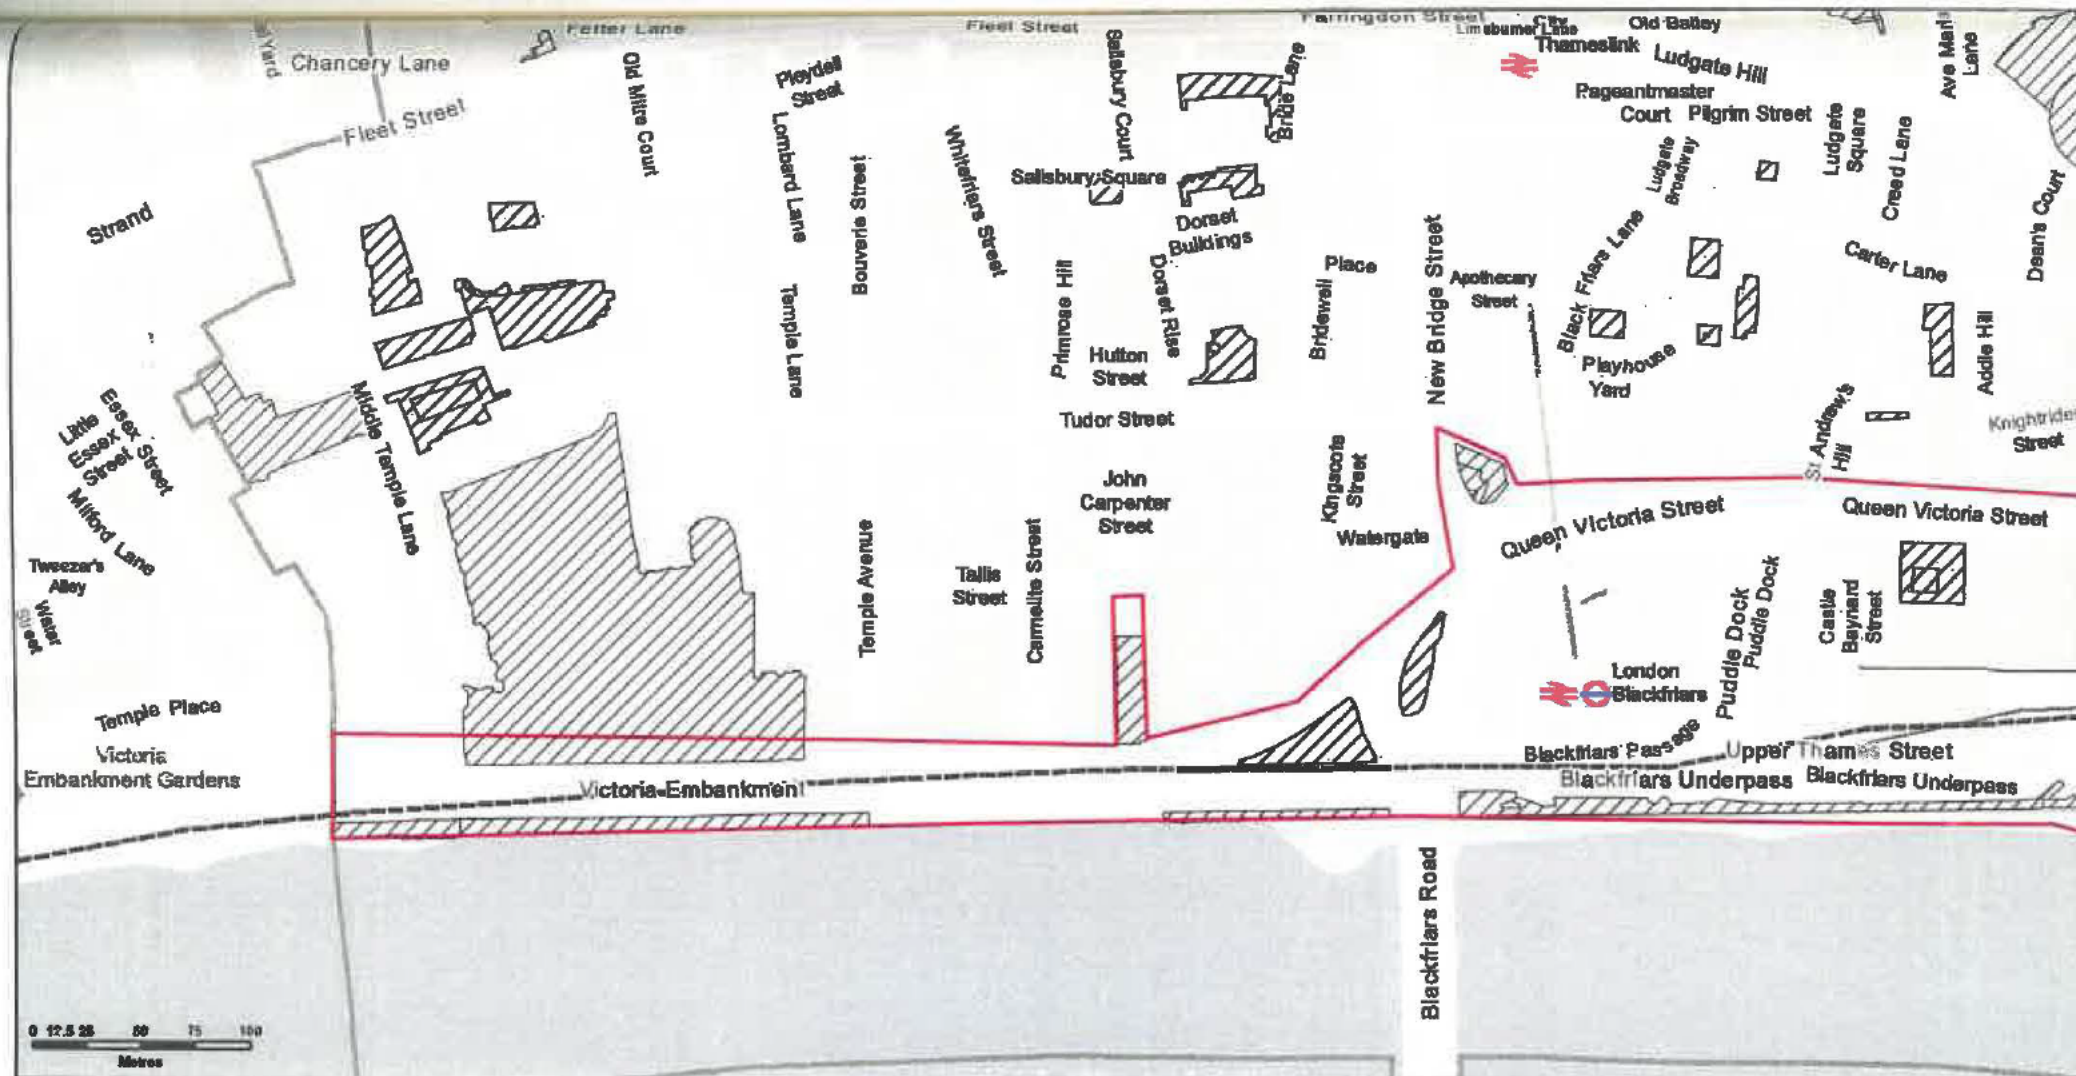 Fetter Lane
Fleet Street
Farringdon Street
City
Thameslink
Limeburner Lane
Old Bailey
Ludgate Hill
Ave Maria
Lane
Yard
Chancery Lane
Fleet Street
Old Mitre Court
Pleydell
Street
Lombard Lane
Bouverie Street
Whitefriars Street
Salisbury Court
Salisbury Square
Bride Lane
Dorset
Buildings
Pageantmaster
Court
Pilgrim Street
Ludgate
Broadway
Ludgate
Square
Creed Lane
Dean's Court
Strand
Temple Lane
Primrose Hill
Dorset Rise
Hutton
Street
Bridewell
Place
New Bridge Street
Apothecary
Street
Black Friars Lane
Playhouse
Yard
Carter Lane
Addle Hill
Little
Essex
Street
Essex Street
Milford Lane
Middle Temple Lane
Tudor Street
John
Carpenter
Street
Kingscote
Street
Watergate
St Andrew's
Hill
Knightrider
Street
Queen Victoria Street
Queen Victoria Street
Tweezer's
Alley
Water
Street
Temple Avenue
Tallis
Street
Carmelite Street
Puddle Dock
Puddle Dock
Castle
Baynard
Street
London
Blackfriars
Temple Place
Victoria
Embankment Gardens
Victoria Embankment
Blackfriars Passage
Upper Thames Street
Blackfriars Underpass
Blackfriars Underpass
Blackfriars Road
0 12.5 25 50 75 100
Metres